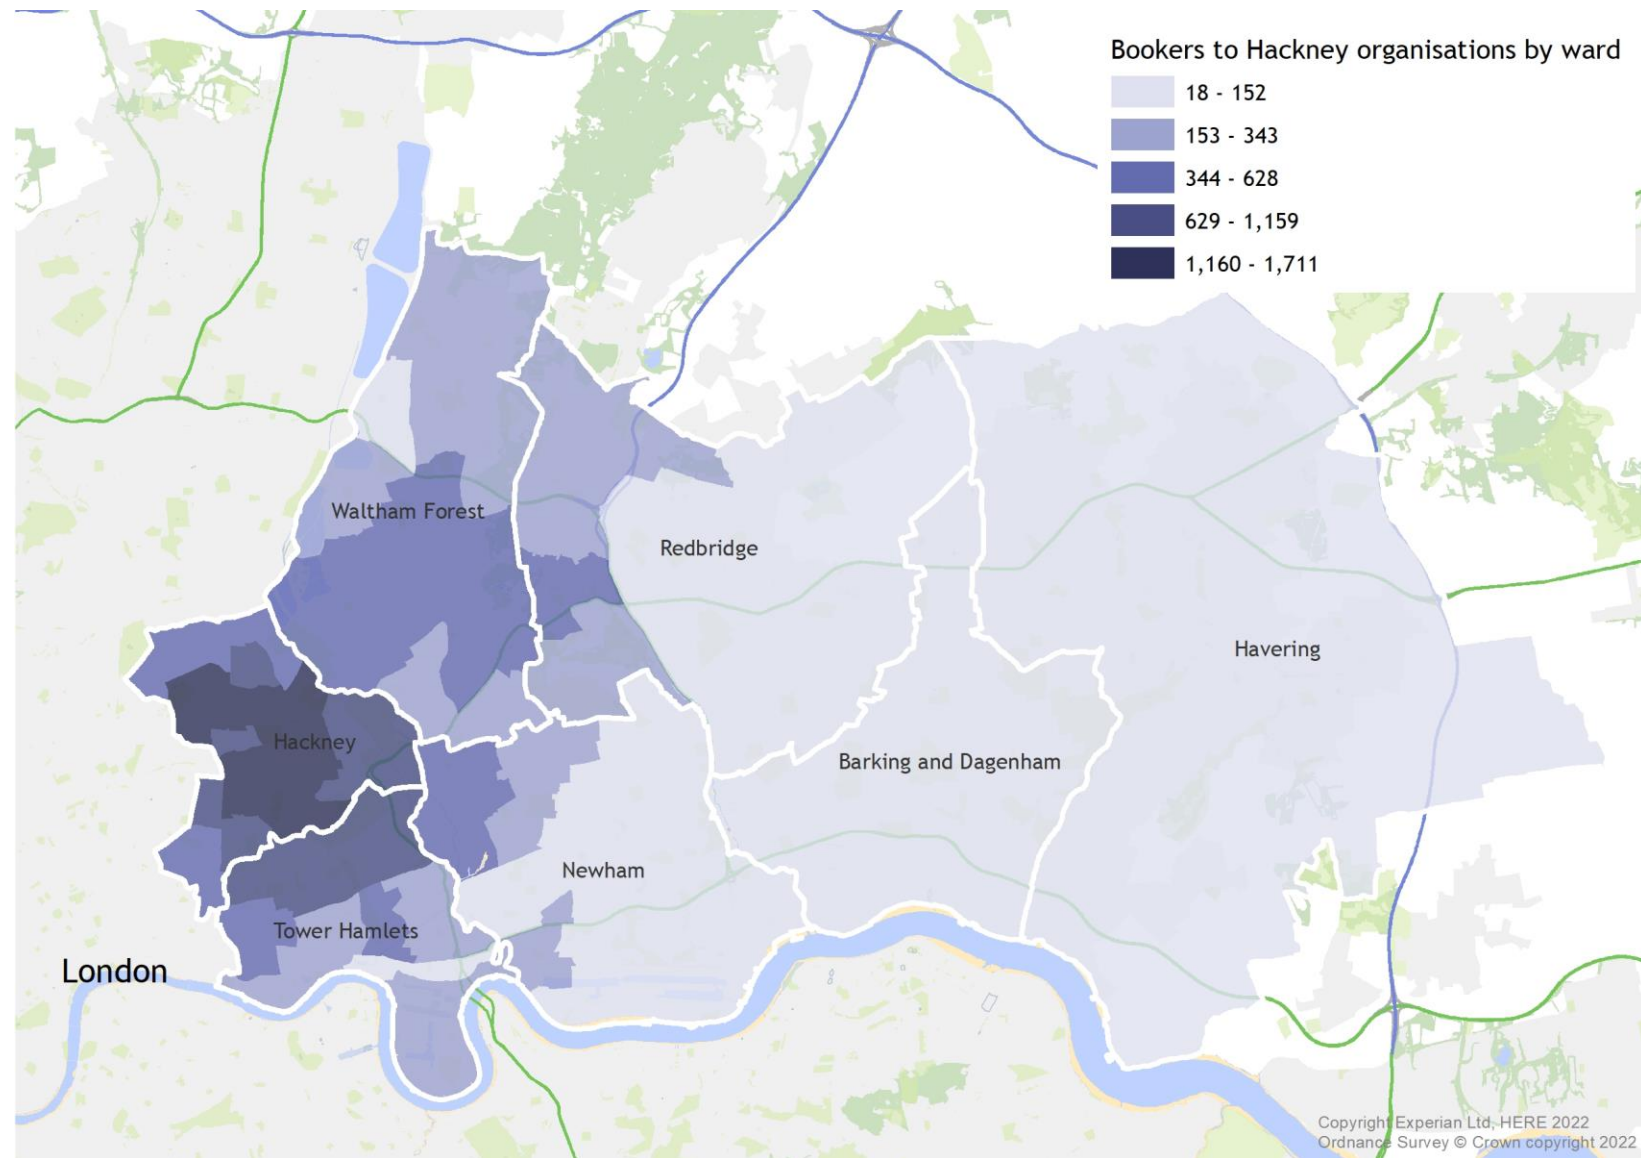 Bookers to Hackney organisations by ward
18 - 152
153 - 343
344 - 628
629 - 1,159
1,160 - 1,711
Waltham Forest
Redbridge
Havering
Hackney
Barking and Dagenham
Newham
Tower Hamlets
London
Copyright Experian Ltd, HERE 2022
Ordnance Survey © Crown copyright 2022